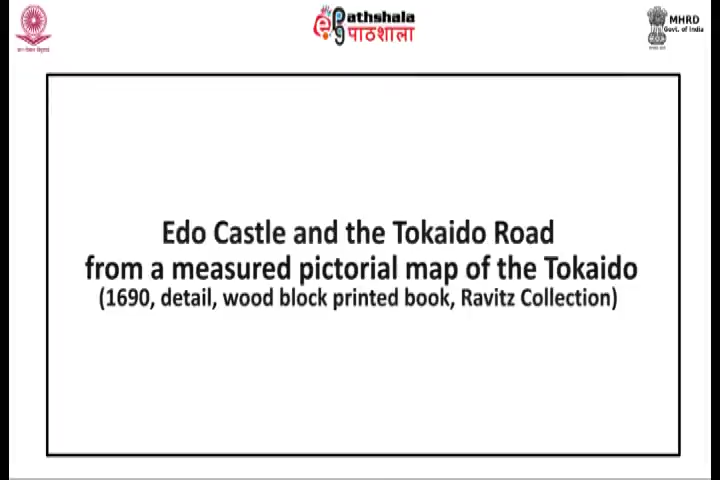 ePathshala
पाठशाला
MHRD
Govt. of India
Edo Castle and the Tokaido Road
from a measured pictorial map of the Tokaido
(1690, detail, wood block printed book, Ravitz Collection)